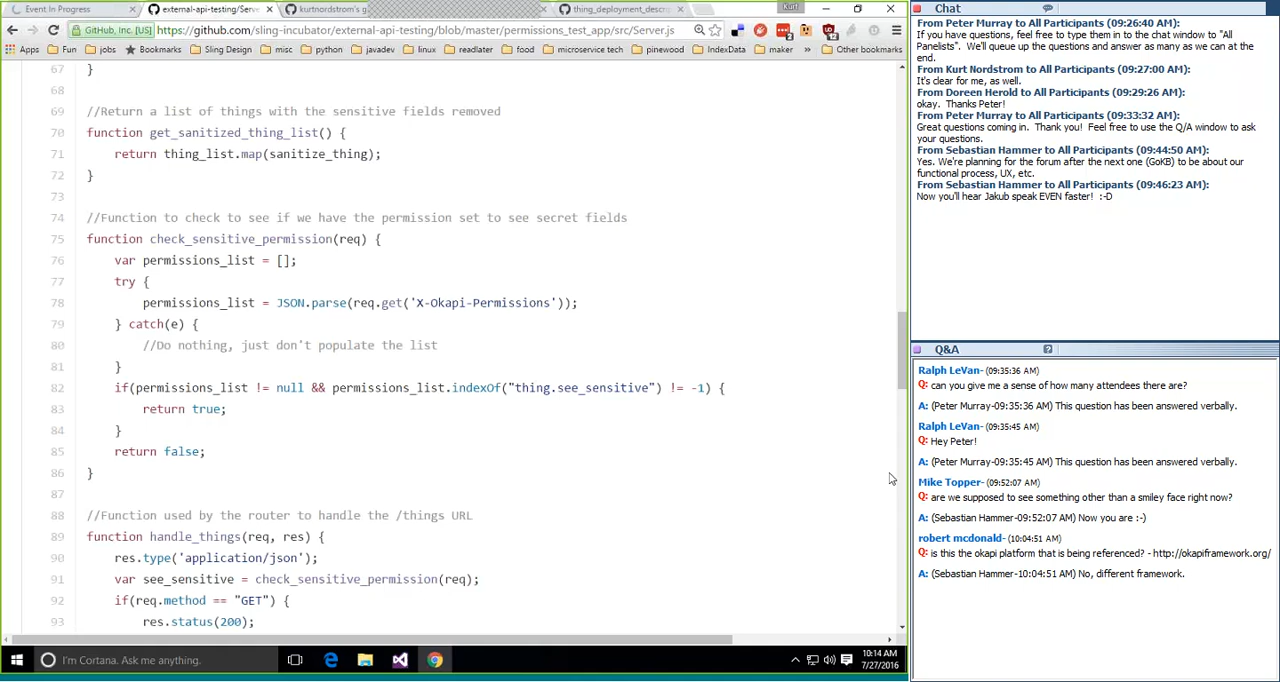 Event In Progress
external-api-testing/Serve
kurtnordstrom's g
thing_deployment_descri
Kurt
GitHub, Inc. [US]
https://github.com/sling-incubator/external-api-testing/blob/master/permissions_test_app/src/Server.js
Apps
Fun
jobs
Bookmarks
Sling Design
misc
python
javadev
linux
readlater
food
microservice tech
pinewood
IndexData
maker
»
Other bookmarks
67 }
68
69 //Return a list of things with the sensitive fields removed
70 function get_sanitized_thing_list() {
71 return thing_list.map(sanitize_thing);
72 }
73
74 //Function to check to see if we have the permission set to see secret fields
75 function check_sensitive_permission(req) {
76 var permissions_list = [];
77 try {
78 permissions_list = JSON.parse(req.get('X-Okapi-Permissions'));
79 } catch(e) {
80 //Do nothing, just don't populate the list
81 }
82 if(permissions_list != null && permissions_list.indexOf("thing.see_sensitive") != -1) {
83 return true;
84 }
85 return false;
86 }
87
88 //Function used by the router to handle the /things URL
89 function handle_things(req, res) {
90 res.type('application/json');
91 var see_sensitive = check_sensitive_permission(req);
92 if(req.method == "GET") {
93 res.status(200);
I'm Cortana. Ask me anything.
10:14 AM
7/27/2016
Chat
From Peter Murray to All Participants (09:26:40 AM):
If you have questions, feel free to type them in to the chat window to "All
Panelists". We'll queue up the questions and answer as many as we can at the
end.
From Kurt Nordstrom to All Participants (09:27:00 AM):
It's clear for me, as well.
From Doreen Herold to All Participants (09:29:26 AM):
okay. Thanks Peter!
From Peter Murray to All Participants (09:33:32 AM):
Great questions coming in. Thank you! Feel free to use the Q/A window to ask
your questions.
From Sebastian Hammer to All Participants (09:44:50 AM):
Yes. We're planning for the forum after the next one (GoKB) to be about our
functional process, UX, etc.
From Sebastian Hammer to All Participants (09:46:23 AM):
Now you'll hear Jakub speak EVEN faster! :-D
Q&A
Ralph LeVan- (09:35:36 AM)
Q: can you give me a sense of how many attendees there are?
A: (Peter Murray-09:35:36 AM) This question has been answered verbally.
Ralph LeVan- (09:35:45 AM)
Q: Hey Peter!
A: (Peter Murray-09:35:45 AM) This question has been answered verbally.
Mike Topper- (09:52:07 AM)
Q: are we supposed to see something other than a smiley face right now?
A: (Sebastian Hammer-09:52:07 AM) Now you are :-)
robert mcdonald- (10:04:51 AM)
Q: is this the okapi platform that is being referenced? - http://okapiframework.org/
A: (Sebastian Hammer-10:04:51 AM) No, different framework.